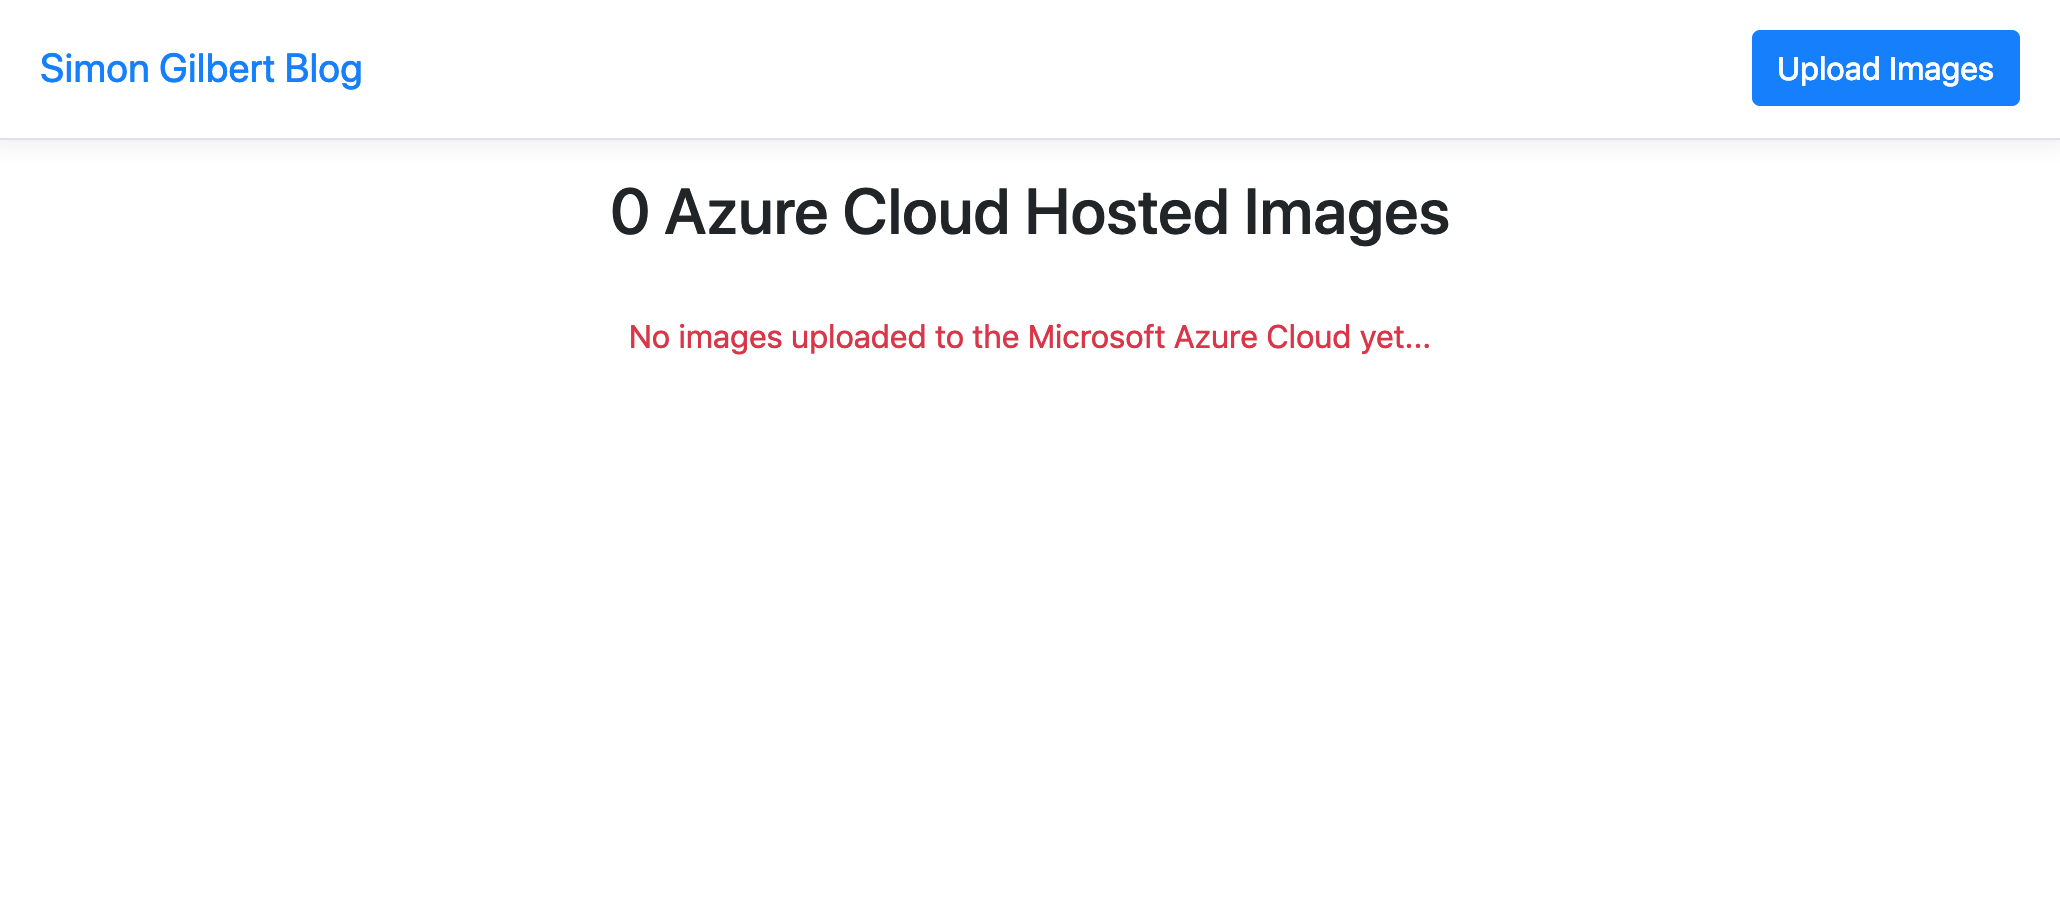 Simon Gilbert Blog
Upload Images
0 Azure Cloud Hosted Images
No images uploaded to the Microsoft Azure Cloud yet...